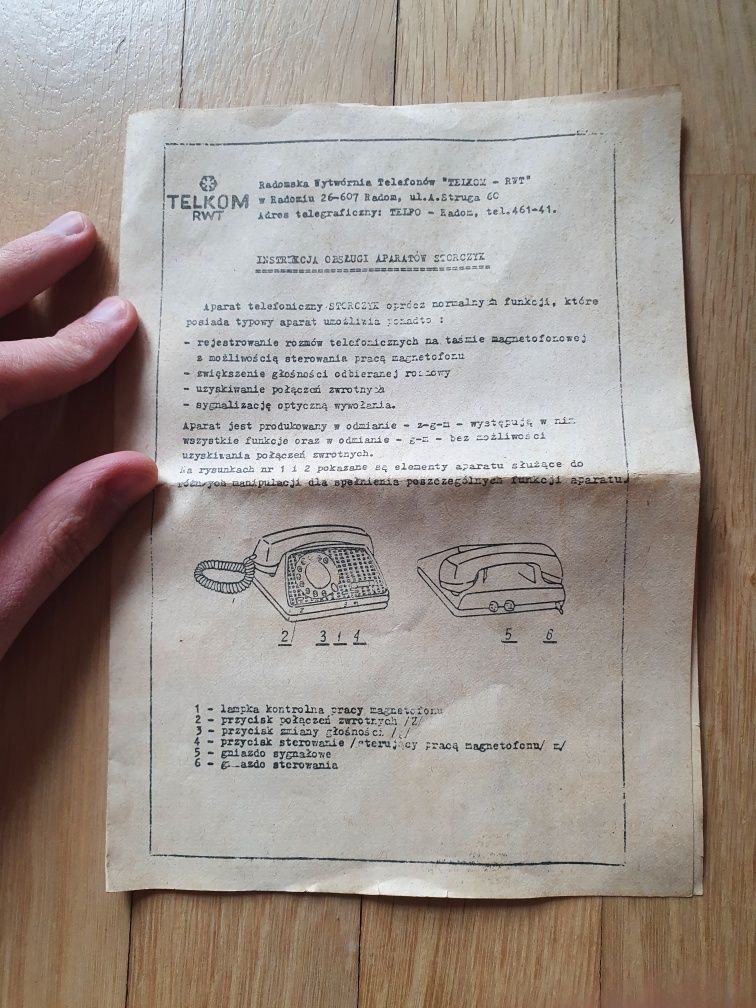 TELKOM
RWT
Radomska Wytwórnia Telefonów "TELKOM - RWT"
w Radomiu 26-607 Radom, ul.A.Struga 60
Adres telegraficzny: TELPO - Radom, tel.461-41.
INSTRUKCJA OBSŁUGI APARATÓW STORCZYK
Aparat telefoniczny STORCZYK oprócz normalnych funkcji, które
posiada typowy aparat umożliwia ponadto :
- rejestrowanie rozmów telefonicznych na taśmie magnetofonowej
z możliwością sterowania pracą magnetofonu
- zwiększenie głośności odbieranej rozmowy
- uzyskiwanie połączeń zwrotnych
- sygnalizację optyczną wywołania.
Aparat jest produkowany w odmianie - z-g-m - występują w nim
wszystkie funkcje oraz w odmianie - g-m - bez możliwości
uzyskiwania połączeń zwrotnych.
Na rysunkach nr 1 i 2 pokazane są elementy aparatu służące do
różnych manipulacji dla spełnienia poszczególnych funkcji aparatu.
2 3 1 4 5 6
1 - lampka kontrolna pracy magnetofonu
2 - przycisk połączeń zwrotnych /Z/
3 - przycisk zmiany głośności
4 - przycisk sterowanie /sterujący pracą magnetofonu/ m/
5 - gniazdo sygnałowe
6 - gniazdo sterowania